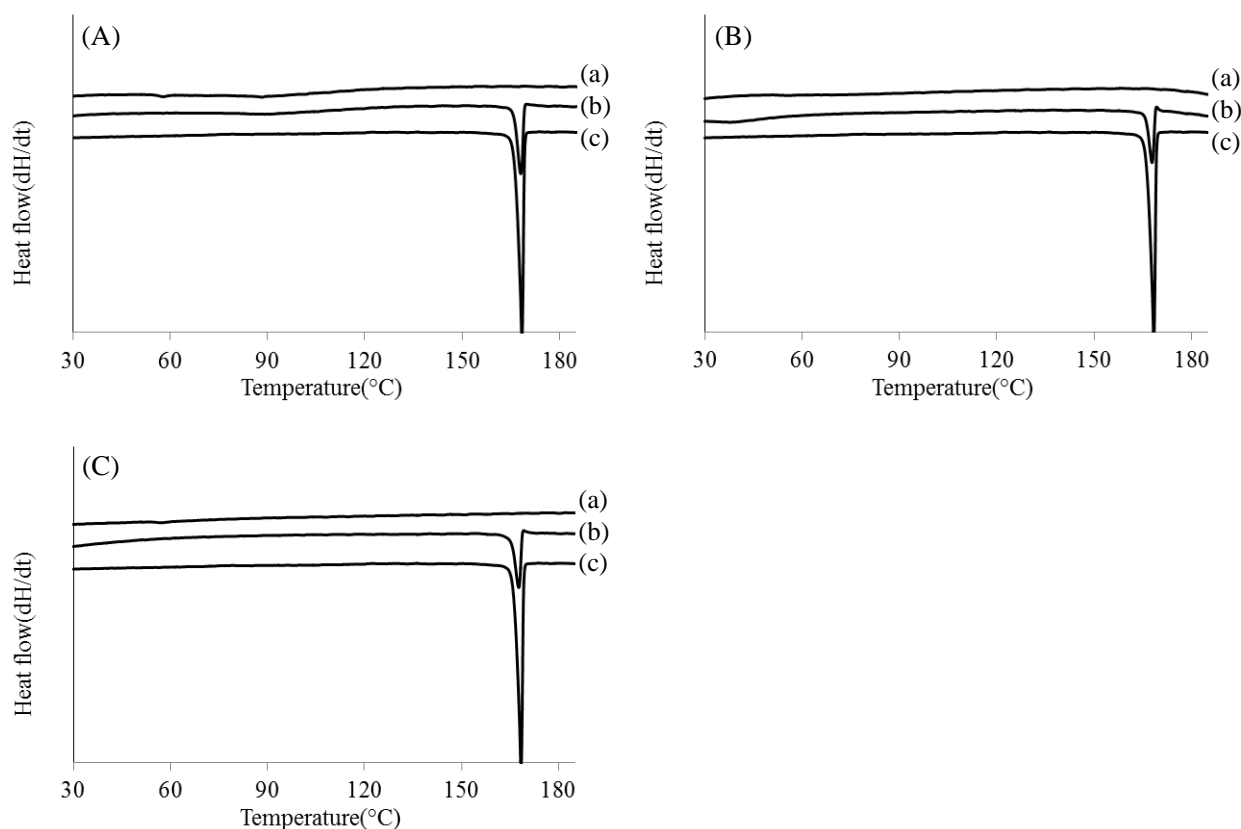 (A)
(a)
(b)
(c)
Heat flow(dH/dt)
30 60 90 120 150 180
Temperature(°C)
(B)
(a)
(b)
(c)
Heat flow(dH/dt)
30 60 90 120 150 180
Temperature(°C)
(C)
(a)
(b)
(c)
Heat flow(dH/dt)
30 60 90 120 150 180
Temperature(°C)